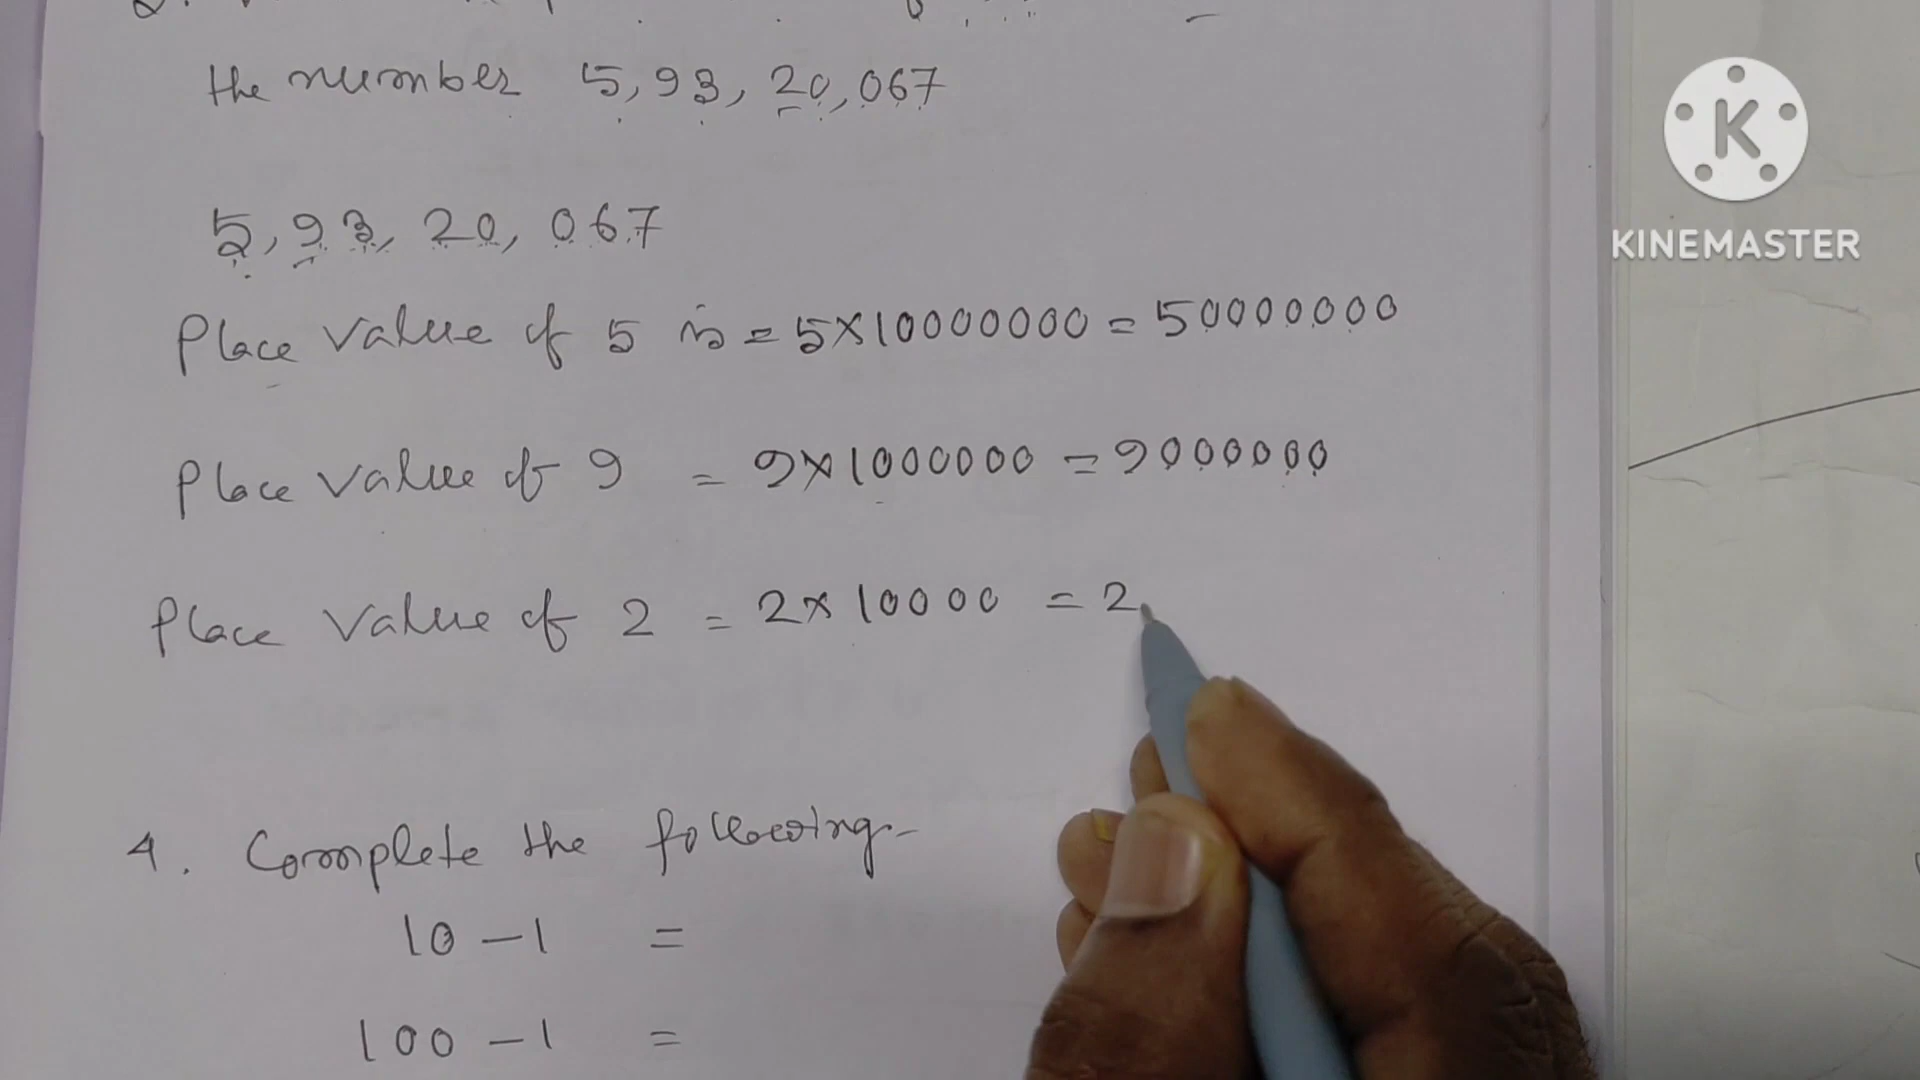 the number 5,93,20,067
KINEMASTER
5,93,20,067
Place value of 5 is = 5×10000000 = 50000000
Place value of 9 = 9×1000000 = 9000000
Place value of 2 = 2×10000 = 2
4. Complete the following-
10-1 =
100-1 =